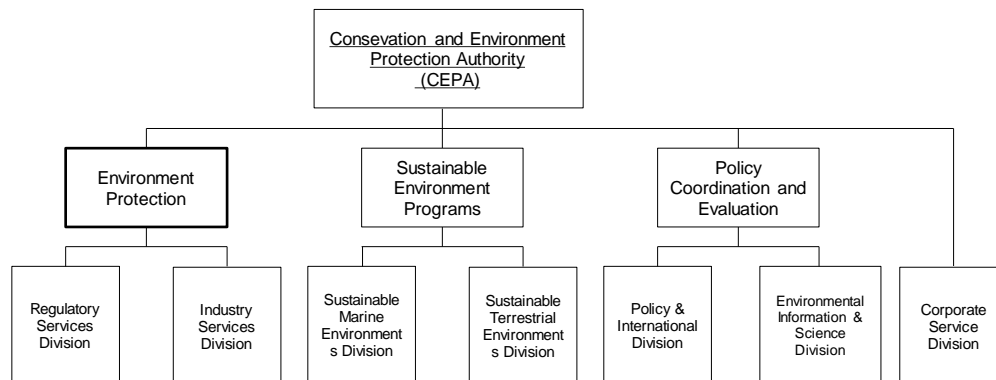 Consevation and Environment
Protection Authority
(CEPA)
Environment
Protection
Sustainable
Environment
Programs
Policy
Coordination and
Evaluation
Regulatory
Services
Division
Industry
Services
Division
Sustainable
Marine
Environment
s Division
Sustainable
Terrestrial
Environment
s Division
Policy &
International
Division
Environmental
Information &
Science
Division
Corporate
Service
Division